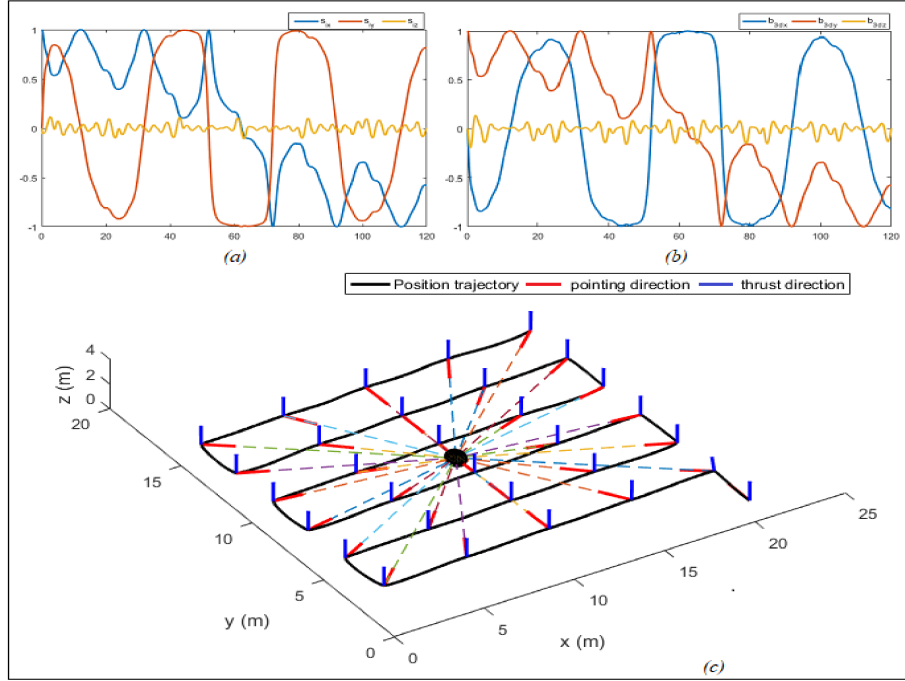 s_ix s_iy s_iz
1
0.5
0
-0.5
-1
0 20 40 60 80 100 120
(a)
b_3dx b_3dy b_3dz
1
0.5
0
-0.5
-1
0 20 40 60 80 100 120
(b)
Position trajectory pointing direction thrust direction
z (m)
4
2
0
20
15
10
5
0
y (m)
0
5
10
15
20
25
x (m)
(c)